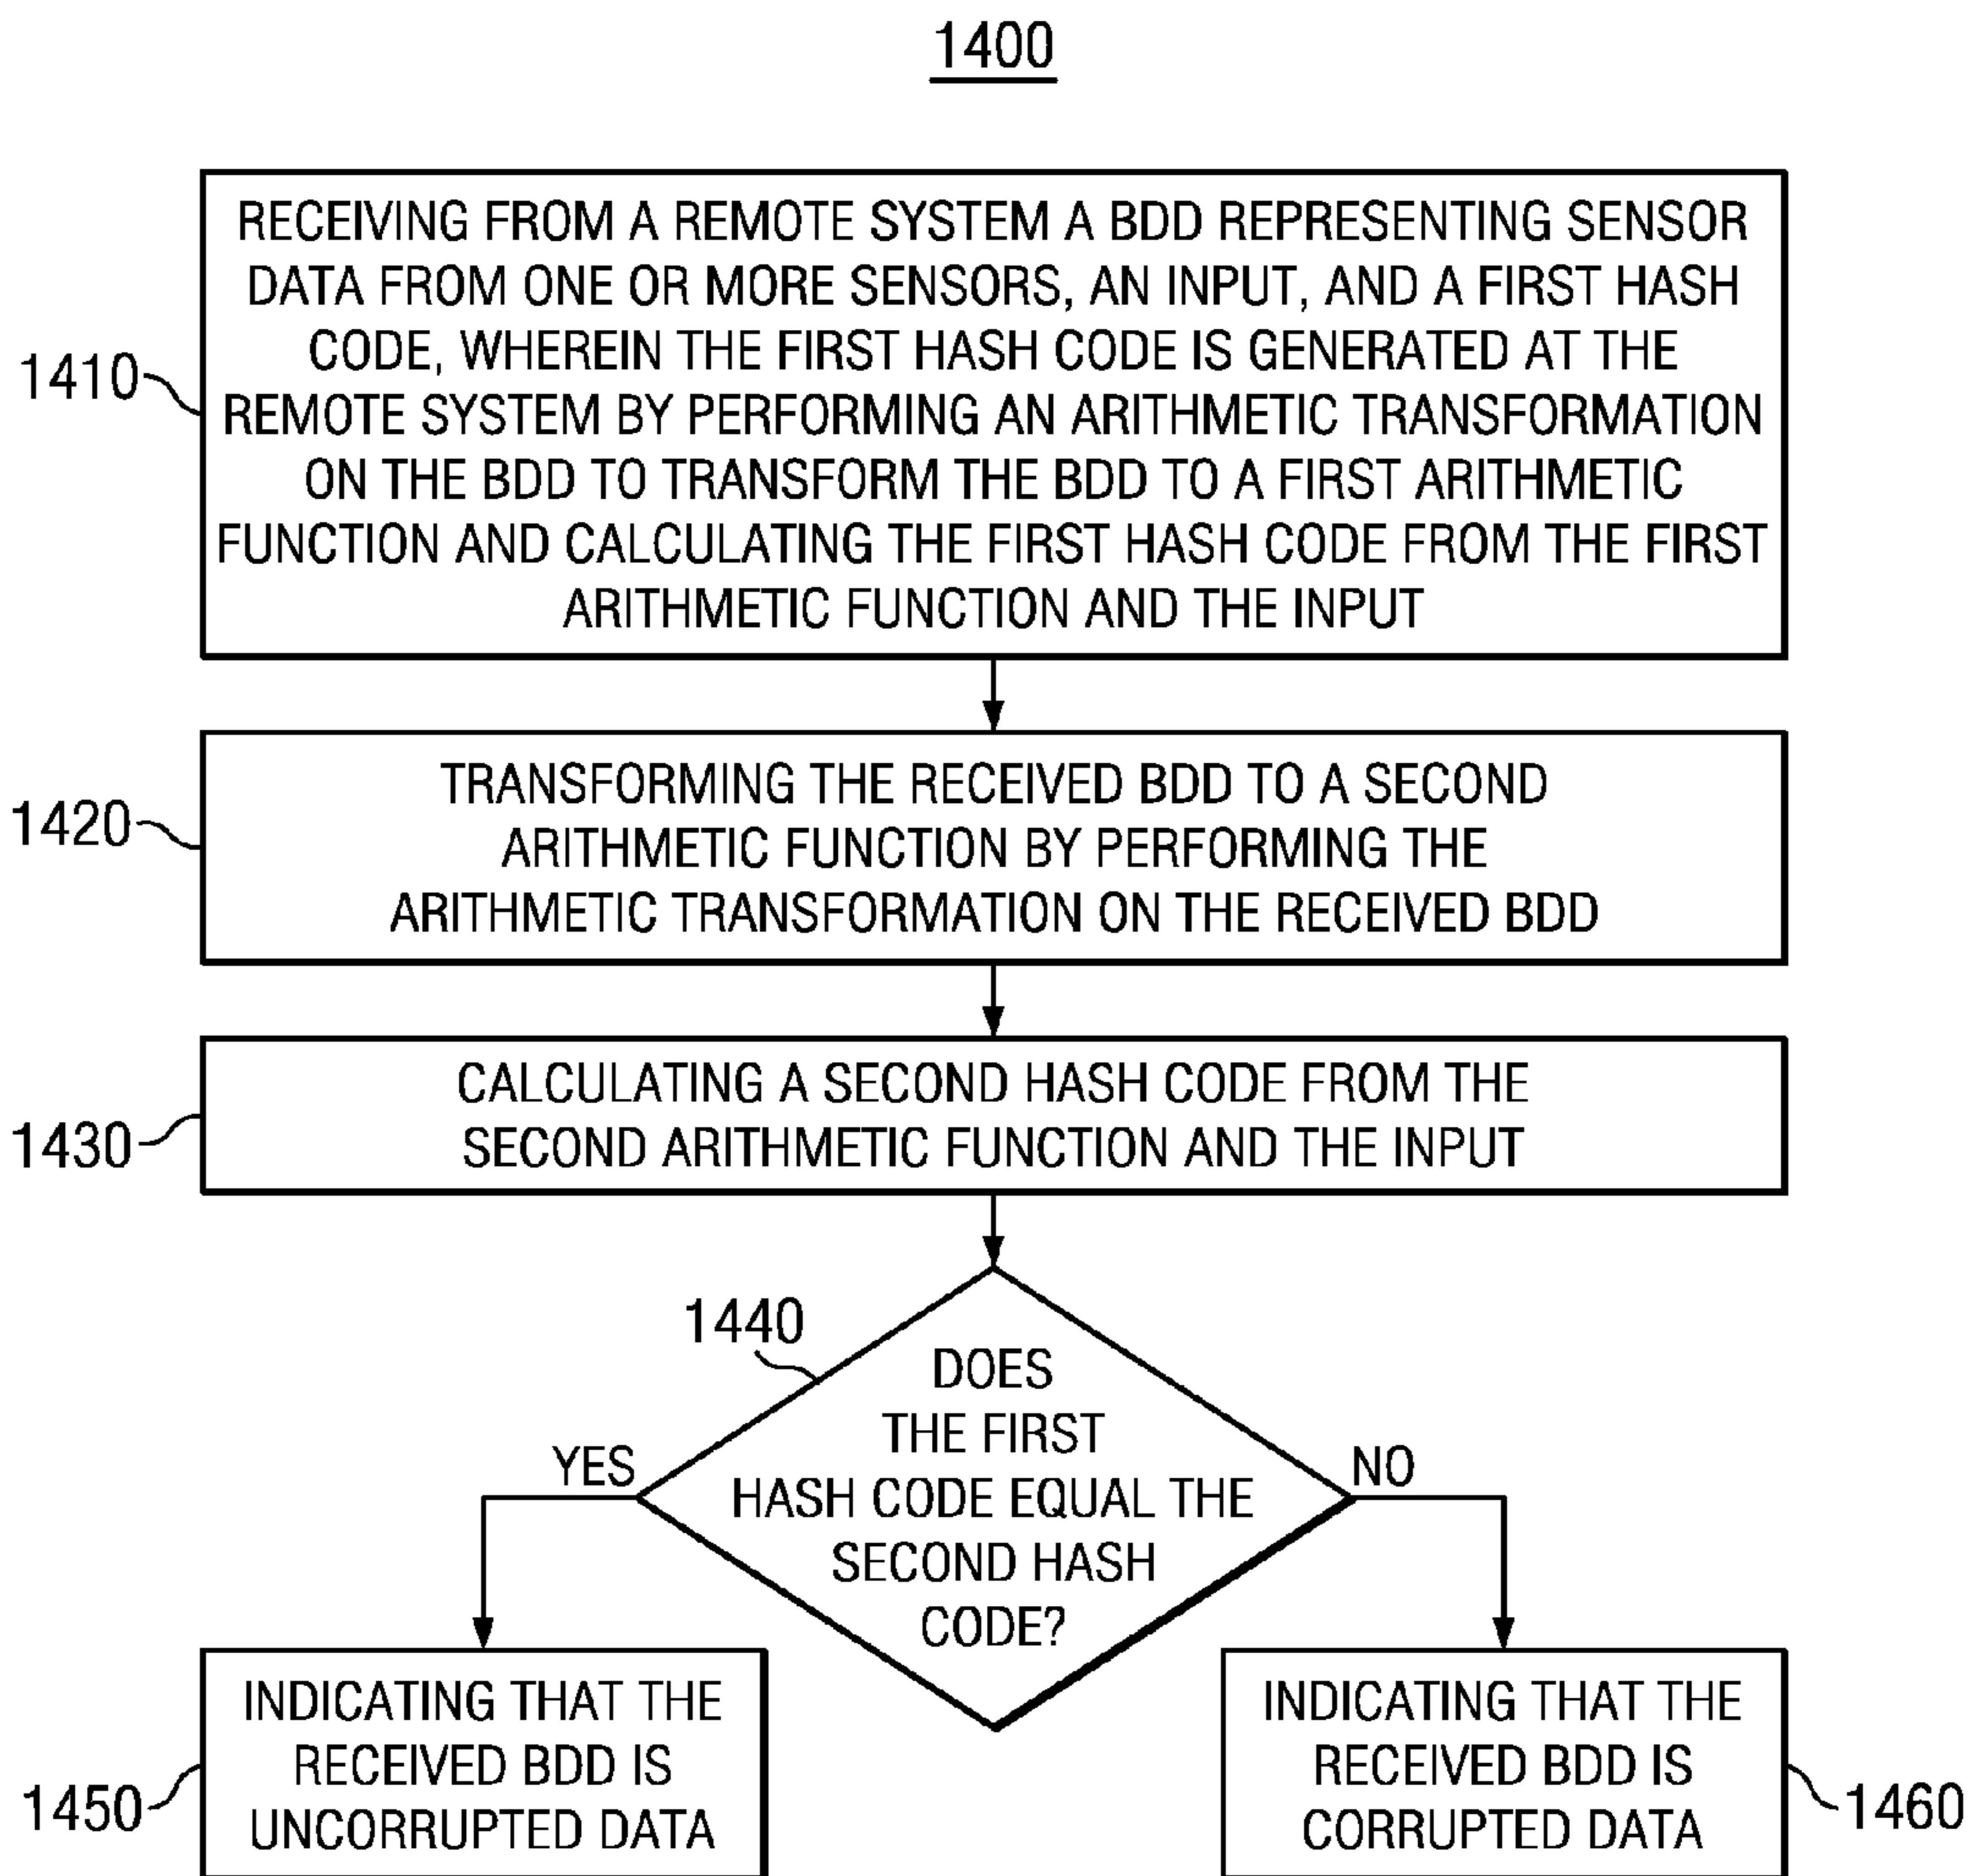 1400
RECEIVING FROM A REMOTE SYSTEM A BDD REPRESENTING SENSOR
DATA FROM ONE OR MORE SENSORS, AN INPUT, AND A FIRST HASH
CODE, WHEREIN THE FIRST HASH CODE IS GENERATED AT THE
REMOTE SYSTEM BY PERFORMING AN ARITHMETIC TRANSFORMATION
ON THE BDD TO TRANSFORM THE BDD TO A FIRST ARITHMETIC
FUNCTION AND CALCULATING THE FIRST HASH CODE FROM THE FIRST
ARITHMETIC FUNCTION AND THE INPUT
1410
TRANSFORMING THE RECEIVED BDD TO A SECOND
ARITHMETIC FUNCTION BY PERFORMING THE
ARITHMETIC TRANSFORMATION ON THE RECEIVED BDD
1420
CALCULATING A SECOND HASH CODE FROM THE
SECOND ARITHMETIC FUNCTION AND THE INPUT
1430
1440
DOES
THE FIRST
HASH CODE EQUAL THE
SECOND HASH
CODE?
YES
NO
INDICATING THAT THE
RECEIVED BDD IS
UNCORRUPTED DATA
1450
INDICATING THAT THE
RECEIVED BDD IS
CORRUPTED DATA
1460